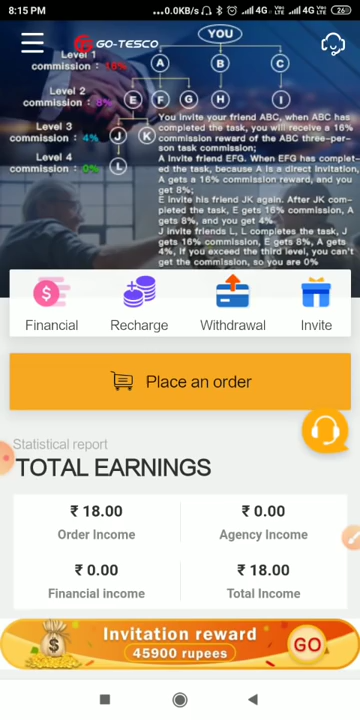 8:15 PM
...0.0KB/s 4G 4G 26
GO-TESCO
YOU
Level 1
commission : 16%
A B C
Level 2
commission : 8%
E F G H I
You invite your friend ABC, when ABC has
completed the task, you will receive a 16%
commission reward of the ABC three-per-
son task commission;
Level 3
commission : 4%
J K
A invite friend EFG. When EFG has complet-
ed the task, because A is a direct invitation,
A gets a 16% commission reward, and you
get 8%;
Level 4
commission : 0%
L
E Invite his friend JK again. After JK com-
pleted the task, E gets 16% commission, A
gets 8%, and you get 4%
J invite friends L, L completes the task, J
gets 16% commission, E gets 8%, A gets
4%, If you exceed the third level, you can't
get the commission, so you are 0%
Financial Recharge Withdrawal Invite
Place an order
Statistical report
TOTAL EARNINGS
₹ 18.00 ₹ 0.00
Order Income Agency Income
₹ 0.00 ₹ 18.00
Financial income Total Income
Invitation reward
45900 rupees
GO